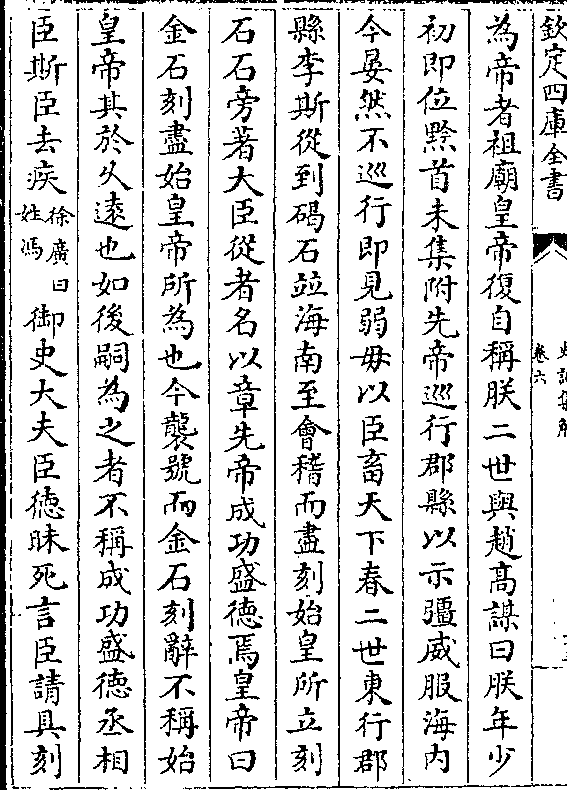 欽定四庫全書
卷六
為帝者祖廟皇帝復自稱朕二世與趙高謀曰朕年少
初即位黔首未集附先帝巡行郡縣以示彊威服海内
今晏然不巡行即見弱毋以臣畜天下春二世東行郡
縣李斯從到碣石並海南至會稽而盡刻始皇所立刻
石石旁著大臣從者名以章先帝成功盛德焉皇帝曰
金石刻盡始皇帝所為也今襲號而金石刻辭不稱始
皇帝其於久遠也如後嗣為之者不稱成功盛德丞相
臣斯臣去疾徐廣曰姓馮御史大夫臣德昧死言臣請具刻